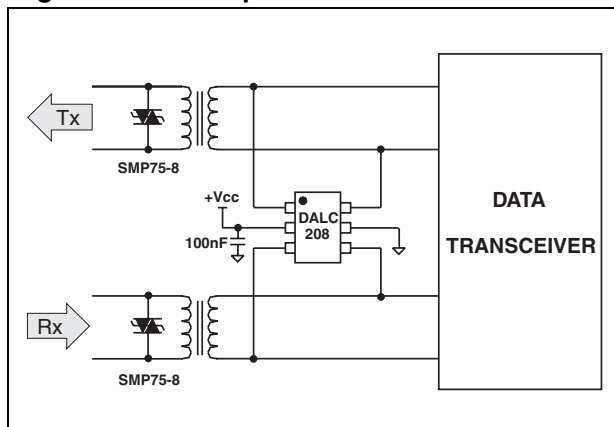 Tx
SMP75-8
+Vcc
100nF
DALC
208
DATA
TRANSCEIVER
Rx
SMP75-8